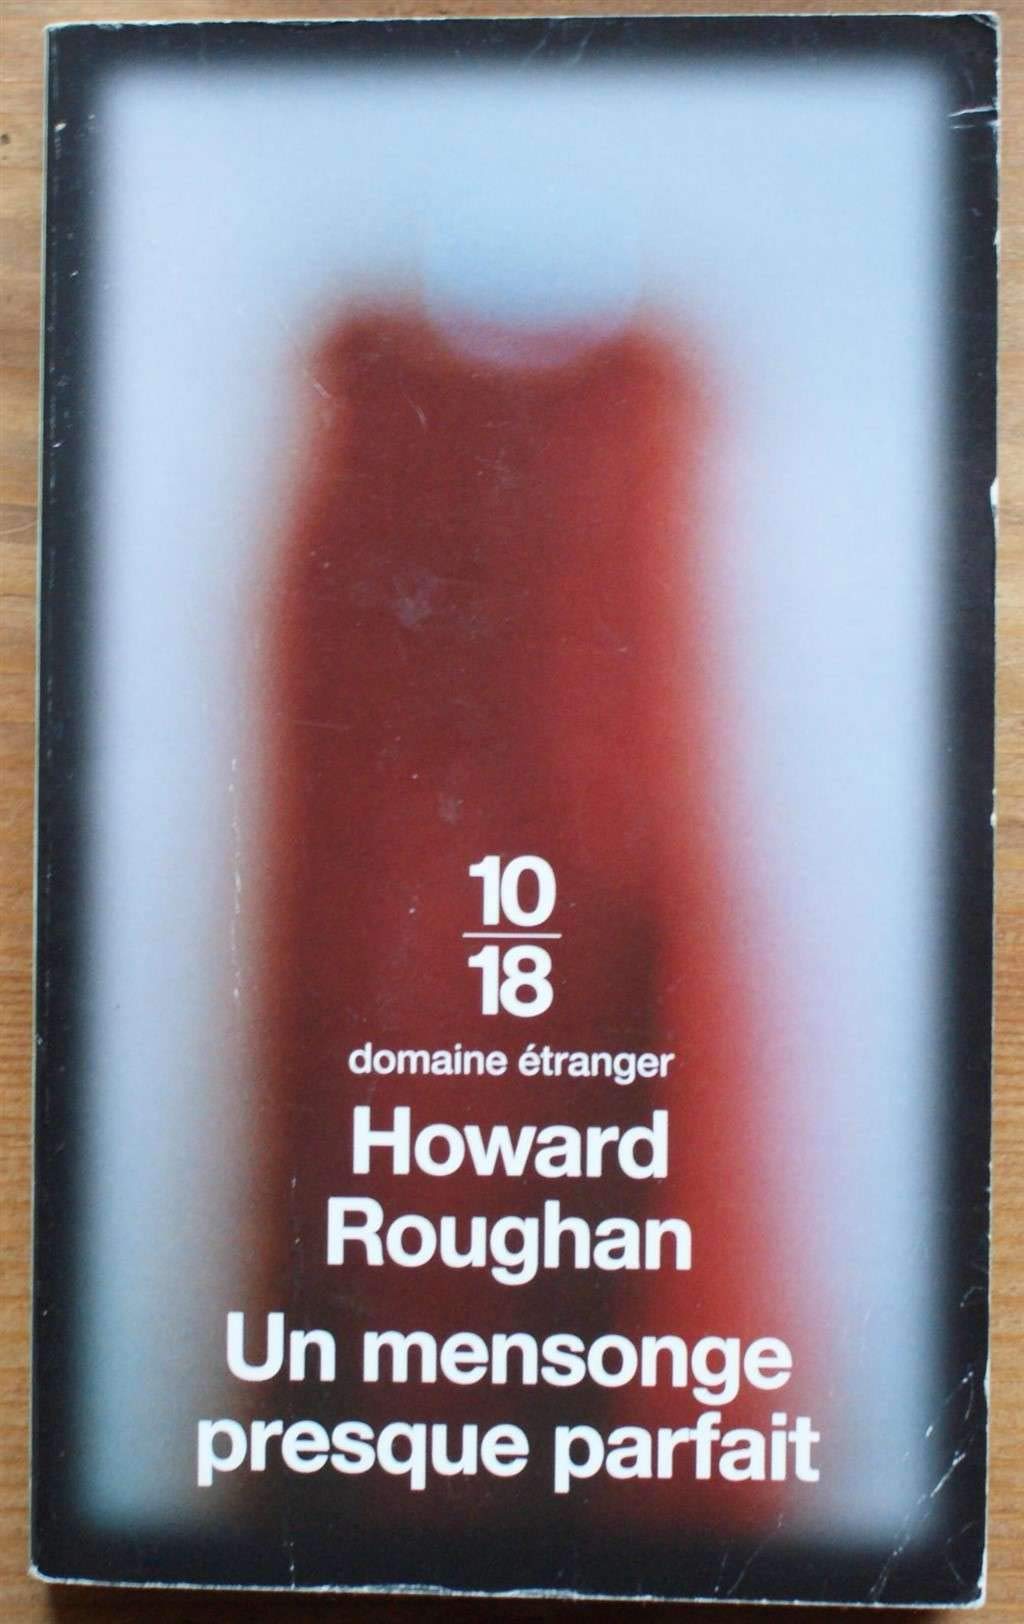 10
18
domaine étranger
Howard
Roughan
Un mensonge
presque parfait